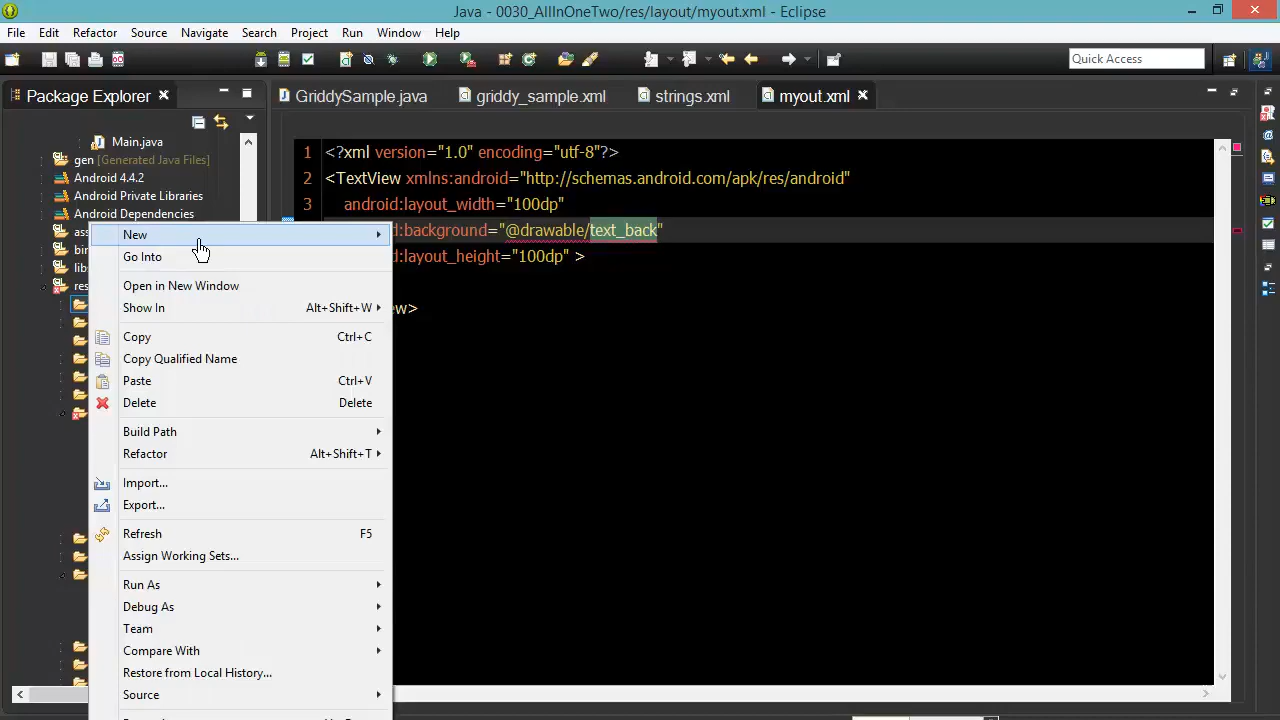 Java - 0030_AllInOneTwo/res/layout/myout.xml - Eclipse
File Edit Refactor Source Navigate Search Project Run Window Help
Quick Access
Package Explorer
GriddySample.java griddy_sample.xml strings.xml myout.xml
Main.java
gen [Generated Java Files]
Android 4.4.2
Android Private Libraries
Android Dependencies
ass
bin
libs
res
1 <?xml version="1.0" encoding="utf-8"?>
2 <TextView xmlns:android="http://schemas.android.com/apk/res/android"
3 android:layout_width="100dp"
d:background="@drawable/text_back"
d:layout_height="100dp" >
ew>
New
Go Into
Open in New Window
Show In Alt+Shift+W
Copy Ctrl+C
Copy Qualified Name
Paste Ctrl+V
Delete Delete
Build Path
Refactor Alt+Shift+T
Import...
Export...
Refresh F5
Assign Working Sets...
Run As
Debug As
Team
Compare With
Restore from Local History...
Source